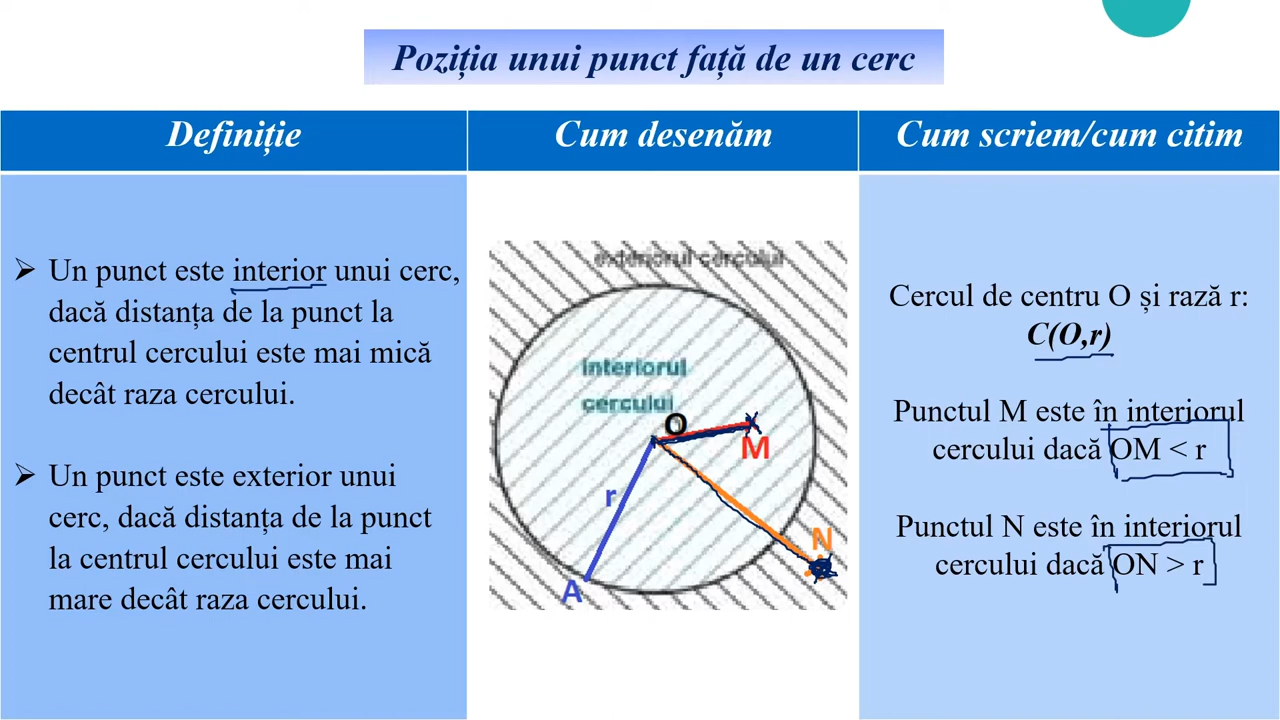 Poziția unui punct față de un cerc
Definiție
Cum desenăm
Cum scriem/cum citim
➢ Un punct este interior unui cerc,
dacă distanța de la punct la
centrul cercului este mai mică
decât raza cercului.
➢ Un punct este exterior unui
cerc, dacă distanța de la punct
la centrul cercului este mai
mare decât raza cercului.
exteriorul cercului
interiorul
cercului
O
M
r
N
A
Cercul de centru O și rază r:
C(O,r)
Punctul M este în interiorul
cercului dacă OM < r
Punctul N este în interiorul
cercului dacă ON > r